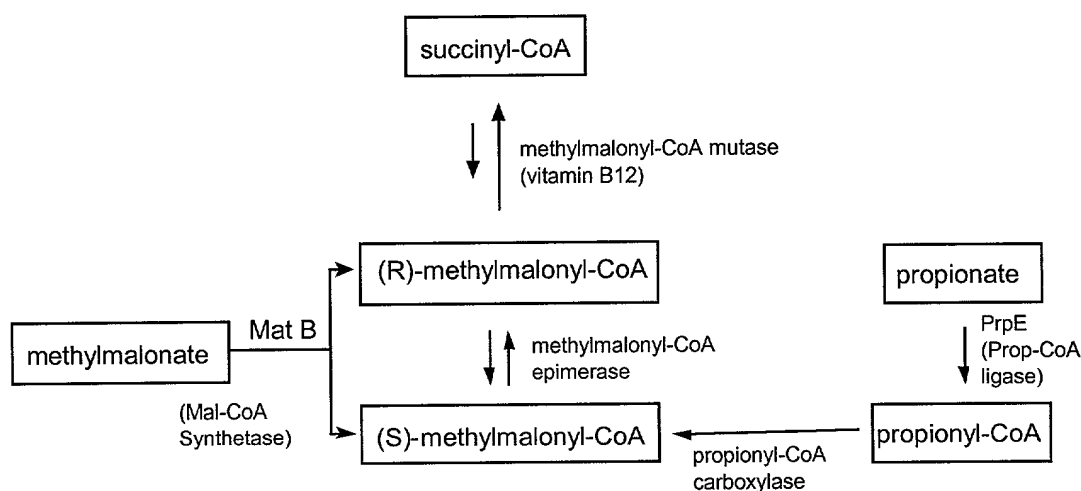 succinyl-CoA
methylmalonyl-CoA mutase
(vitamin B12)
(R)-methylmalonyl-CoA
propionate
Mat B
methylmalonate
(Mal-CoA
Synthetase)
methylmalonyl-CoA
epimerase
PrpE
(Prop-CoA
ligase)
(S)-methylmalonyl-CoA
propionyl-CoA
propionyl-CoA
carboxylase